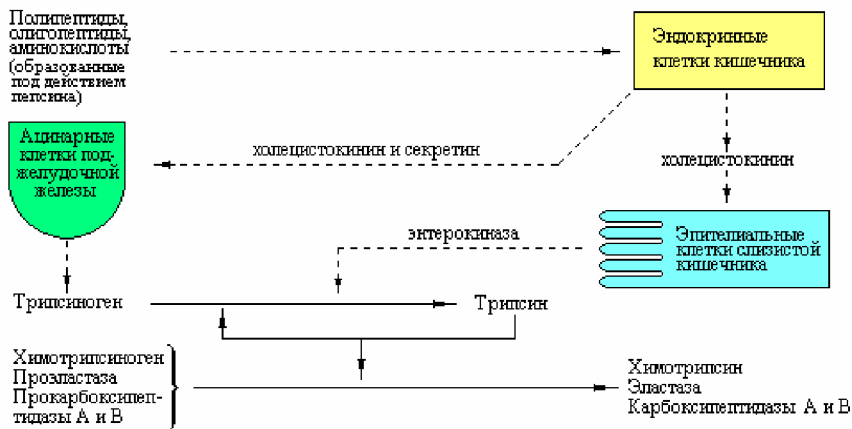 Полипептиды,
олигопептиды,
аминокислоты
(образованные
под действием
пепсина)
Эндокринные
клетки кишечника
Ацинарные
клетки под-
желудочной
железы
холецистокинин и секретин
холецистокинин
энтерокиназа
Эпителиальные
клетки слизистой
кишечника
Трипсиноген
Трипсин
Химотрипсиноген
Проэластаза
Прокарбоксипеп-
тидазы А и В
Химотрипсин
Эластаза
Карбоксипептидазы А и В